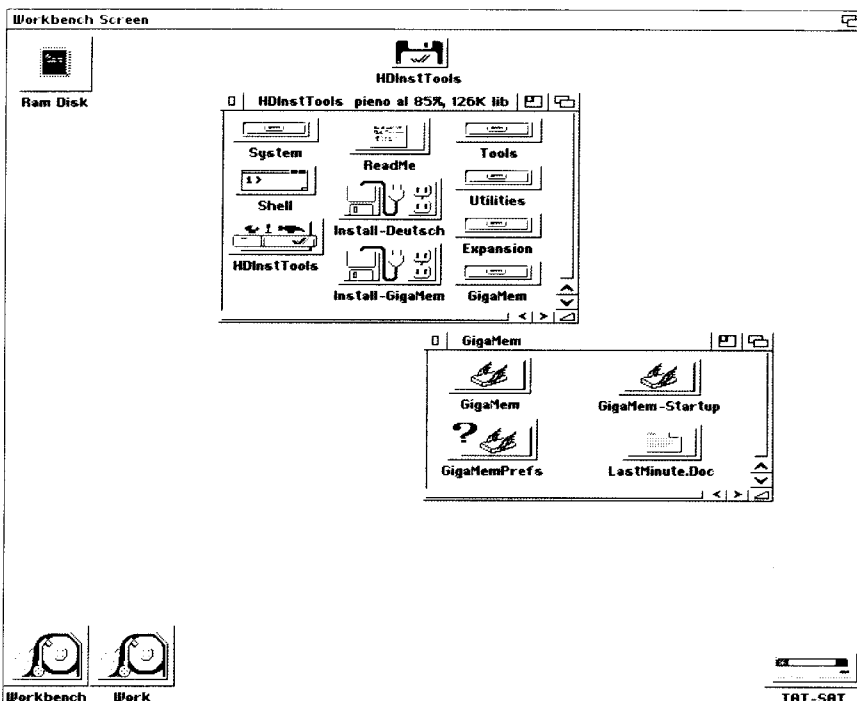 Workbench Screen
Ram Disk
HDInstTools
HDInstTools pieno al 85%, 126K lib
System
ReadMe
Tools
1>
Shell
Utilities
Install-Deutsch
Expansion
HDInstTools
Install-GigaMem
GigaMem
GigaMem
GigaMem
GigaMem-Startup
?
GigaMemPrefs
LastMinute.Doc
Workbench
Work
TAT-SAT